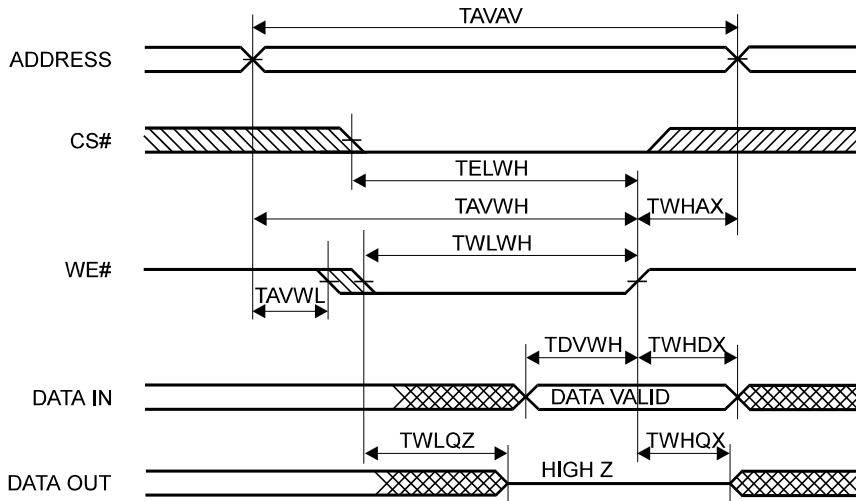 TAVAV
ADDRESS
CS#
TELWH
TAVWH
TWHAX
TWLWH
WE#
TAVWL
TDVWH
TWHDX
DATA IN
DATA VALID
TWLQZ
TWHQX
HIGH Z
DATA OUT